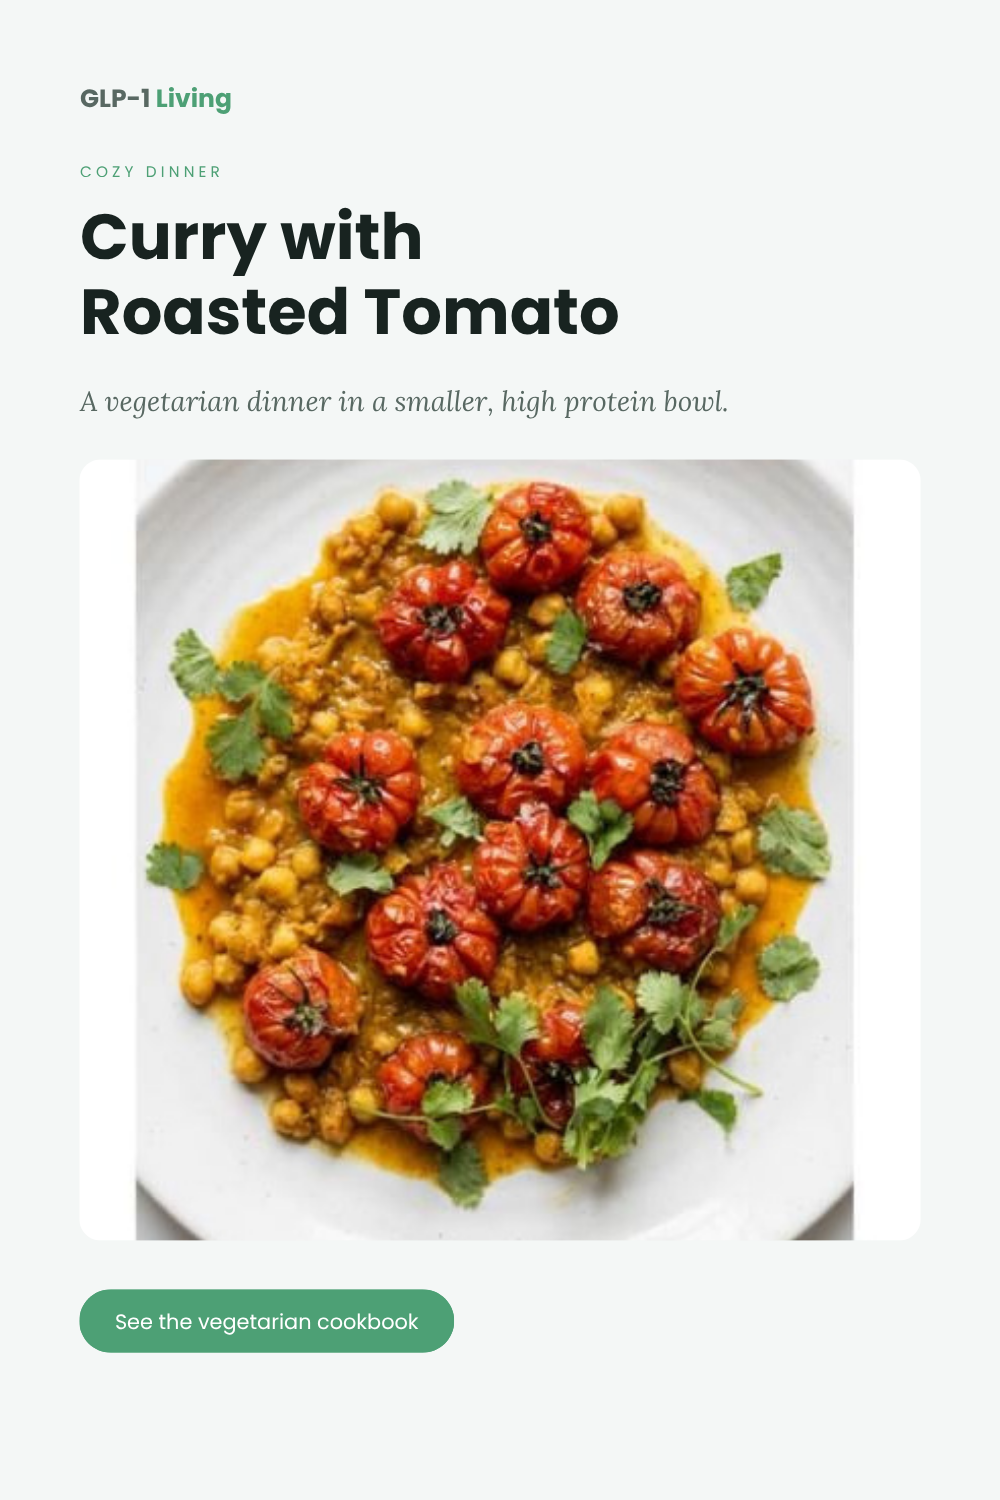 GLP-1 Living
COZY DINNER
Curry with
Roasted Tomato
A vegetarian dinner in a smaller, high protein bowl.
See the vegetarian cookbook